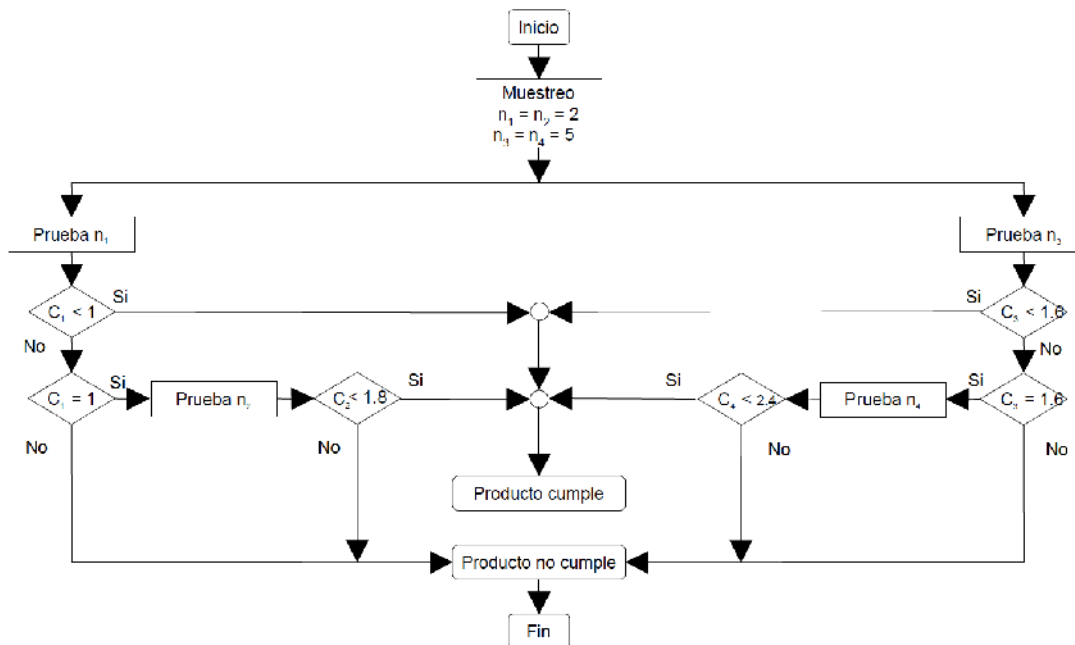 Inicio
Muestreo
n₁ = n₂ = 2
n₃ = n₄ = 5
Prueba n₁
Prueba n₃
Si
Si
C₁ < 1
C₃ < 1.6
No
No
Si
Si
Si
Si
C₁ = 1
Prueba n₂
C₂ < 1.8
C₄ < 2.4
Prueba n₄
C₃ = 1.6
No
No
No
No
Producto cumple
Producto no cumple
Fin